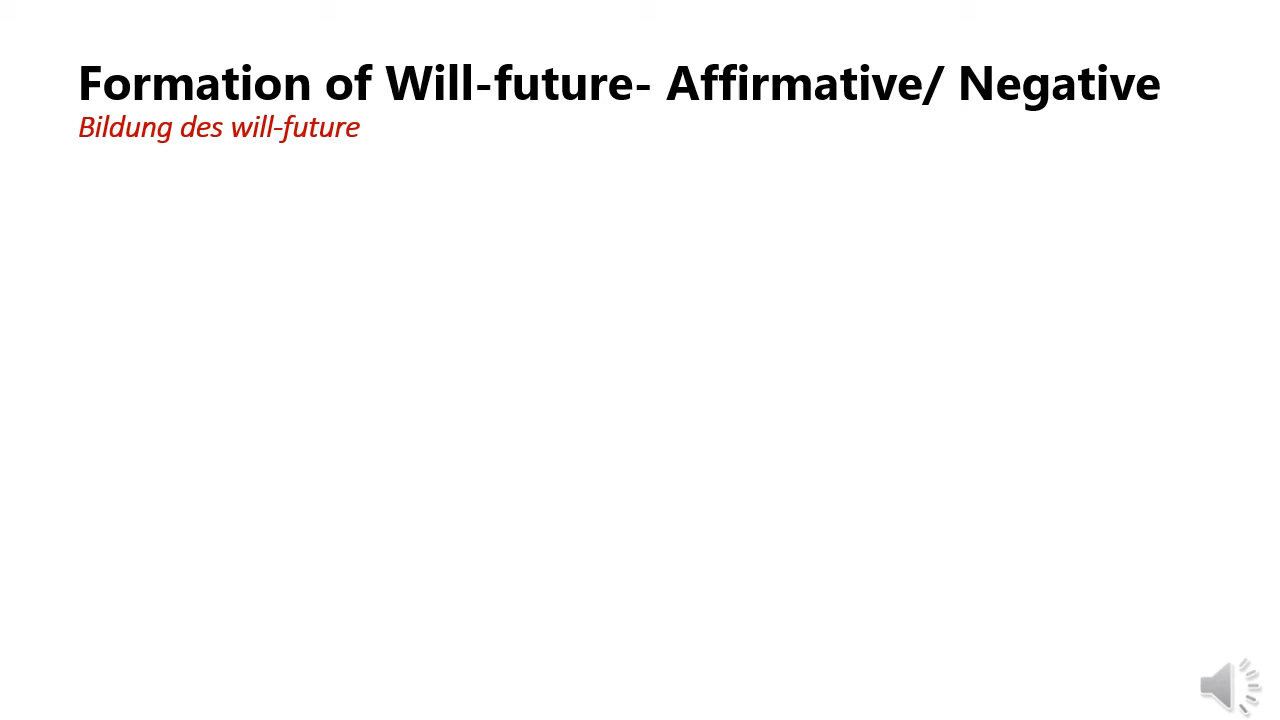 Formation of Will-future- Affirmative/ Negative
Bildung des will-future